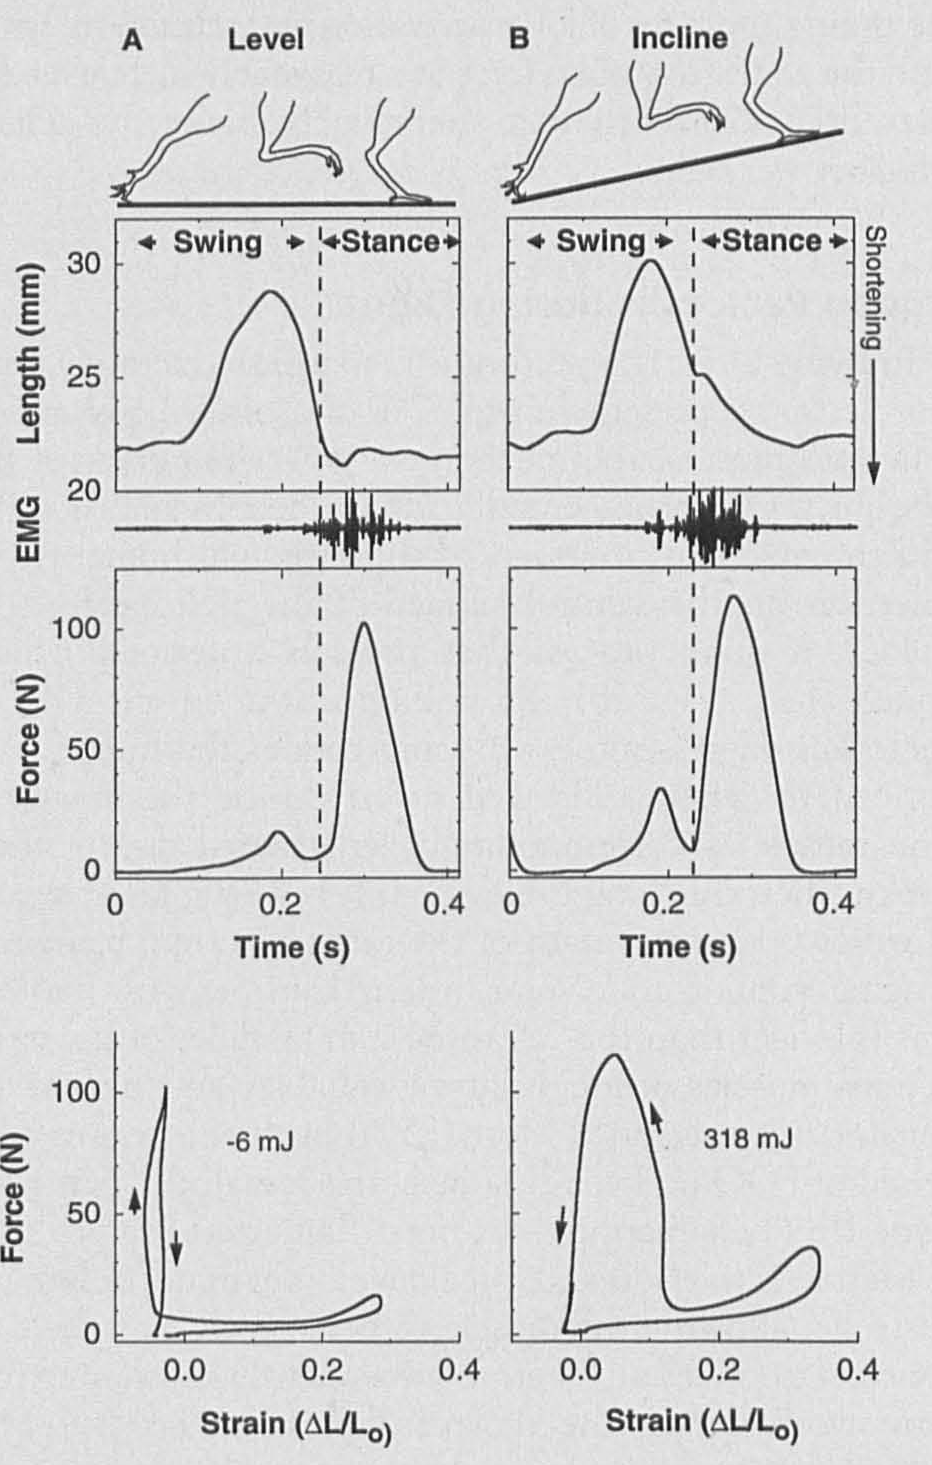 A Level
B Incline
Swing Stance
Swing Stance
Shortening
Length (mm)
30
25
20
EMG
Force (N)
100
50
0
0 0.2 0.4
0 0.2 0.4
Time (s)
Time (s)
Force (N)
100
50
0
-6 mJ
318 mJ
0.0 0.2 0.4
0.0 0.2 0.4
Strain (ΔL/Lo)
Strain (ΔL/Lo)